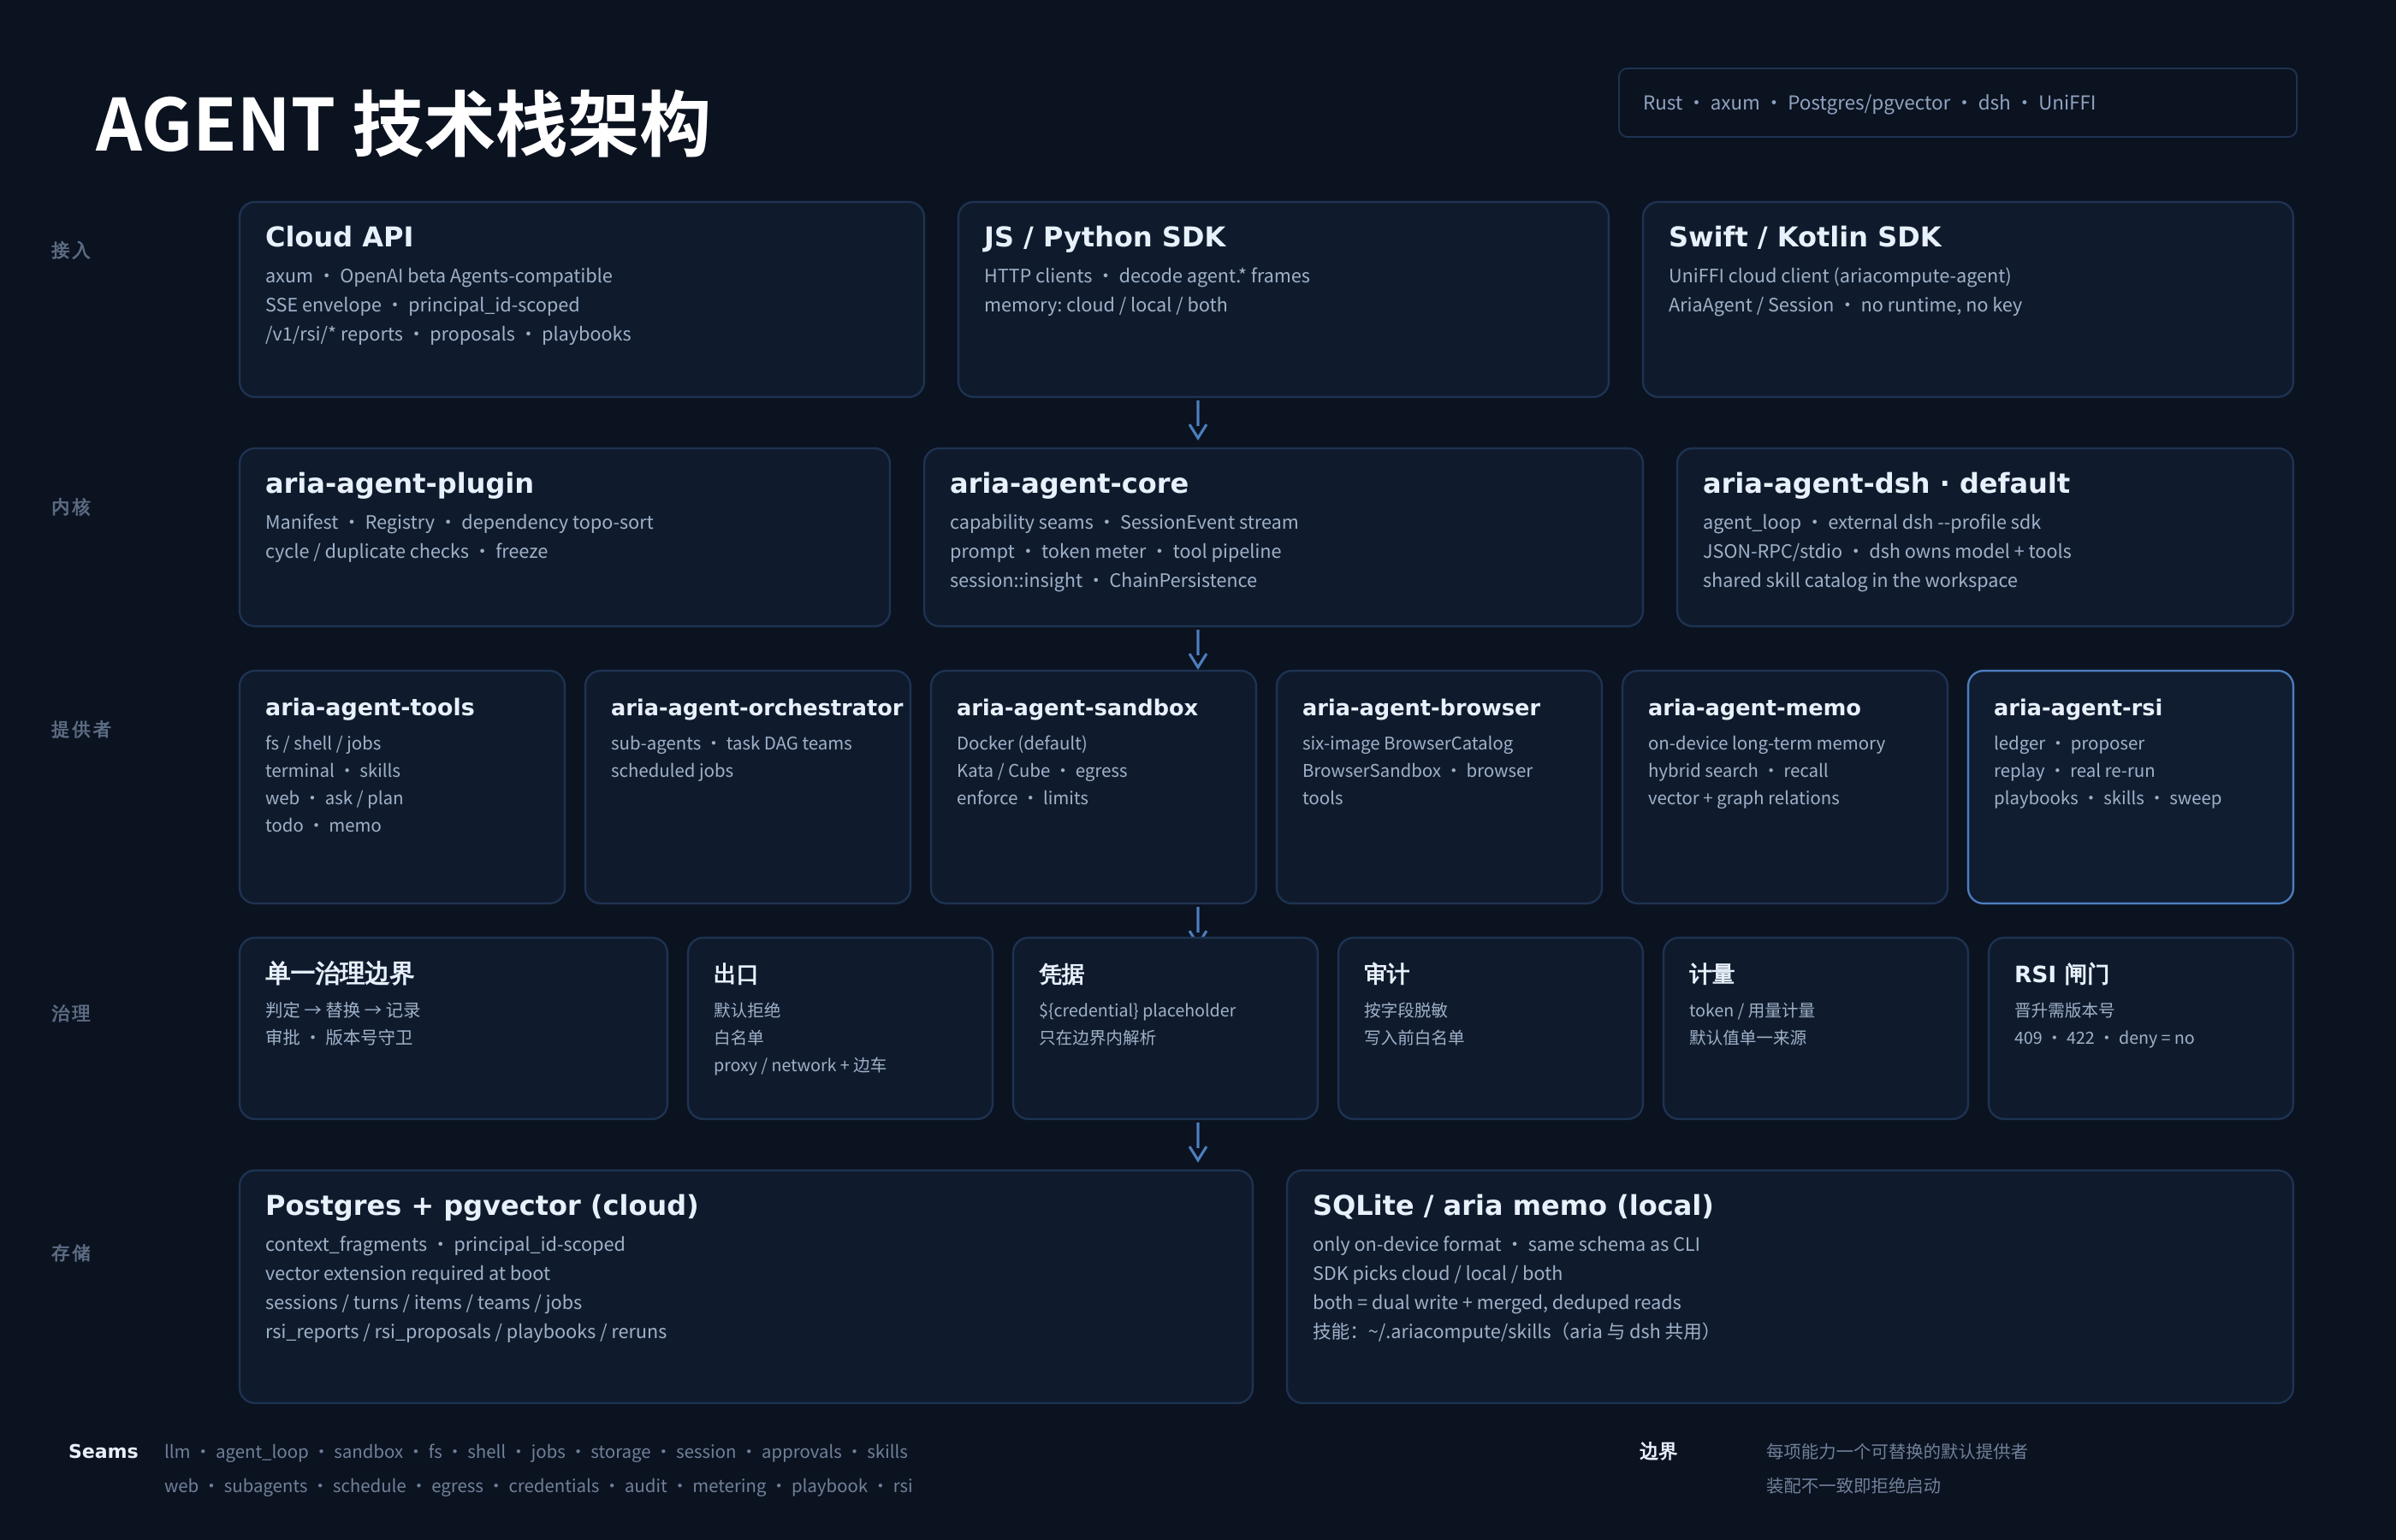 AGENT 技术栈架构
Rust • axum • Postgres/pgvector • dsh • UniFFI
接入
Cloud API
axum • OpenAI beta Agents-compatible
SSE envelope • principal_id-scoped
/v1/rsi/* reports • proposals • playbooks
JS / Python SDK
HTTP clients • decode agent.* frames
memory: cloud / local / both
Swift / Kotlin SDK
UniFFI cloud client (ariacompute-agent)
AriaAgent / Session • no runtime, no key
内核
aria-agent-plugin
Manifest • Registry • dependency topo-sort
cycle / duplicate checks • freeze
aria-agent-core
capability seams • SessionEvent stream
prompt • token meter • tool pipeline
session::insight • ChainPersistence
aria-agent-dsh · default
agent_loop • external dsh --profile sdk
JSON-RPC/stdio • dsh owns model + tools
shared skill catalog in the workspace
提供者
aria-agent-tools
fs / shell / jobs
terminal • skills
web • ask / plan
todo • memo
aria-agent-orchestrator
sub-agents • task DAG teams
scheduled jobs
aria-agent-sandbox
Docker (default)
Kata / Cube • egress
enforce • limits
aria-agent-browser
six-image BrowserCatalog
BrowserSandbox • browser
tools
aria-agent-memo
on-device long-term memory
hybrid search • recall
vector + graph relations
aria-agent-rsi
ledger • proposer
replay • real re-run
playbooks • skills • sweep
治理
单一治理边界
判定 → 替换 → 记录
审批 • 版本号守卫
出口
默认拒绝
白名单
proxy / network + 边车
凭据
${credential} placeholder
只在边界内解析
审计
按字段脱敏
写入前白名单
计量
token / 用量计量
默认值单一来源
RSI 闸门
晋升需版本号
409 • 422 • deny = no
存储
Postgres + pgvector (cloud)
context_fragments • principal_id-scoped
vector extension required at boot
sessions / turns / items / teams / jobs
rsi_reports / rsi_proposals / playbooks / reruns
SQLite / aria memo (local)
only on-device format • same schema as CLI
SDK picks cloud / local / both
both = dual write + merged, deduped reads
技能：~/.ariacompute/skills（aria 与 dsh 共用）
Seams
llm • agent_loop • sandbox • fs • shell • jobs • storage • session • approvals • skills
web • subagents • schedule • egress • credentials • audit • metering • playbook • rsi
边界
每项能力一个可替换的默认提供者
装配不一致即拒绝启动